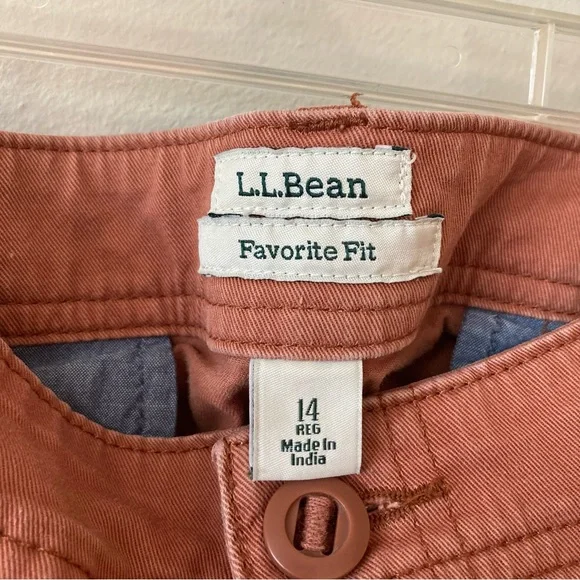 L.L.Bean
Favorite Fit
14
REG
Made In
India